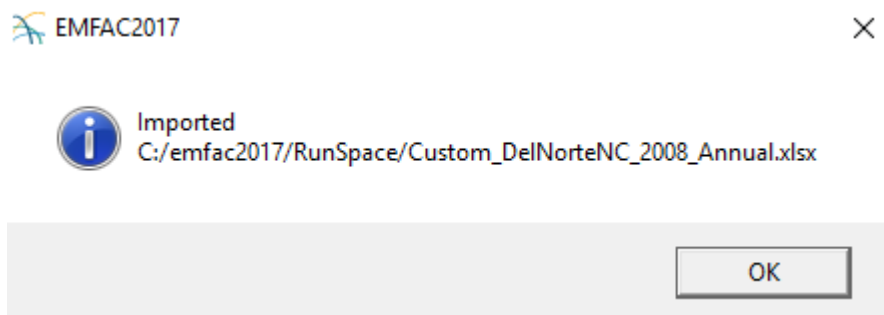 EMFAC2017
Imported
C:/emfac2017/RunSpace/Custom_DelNorteNC_2008_Annual.xlsx
OK